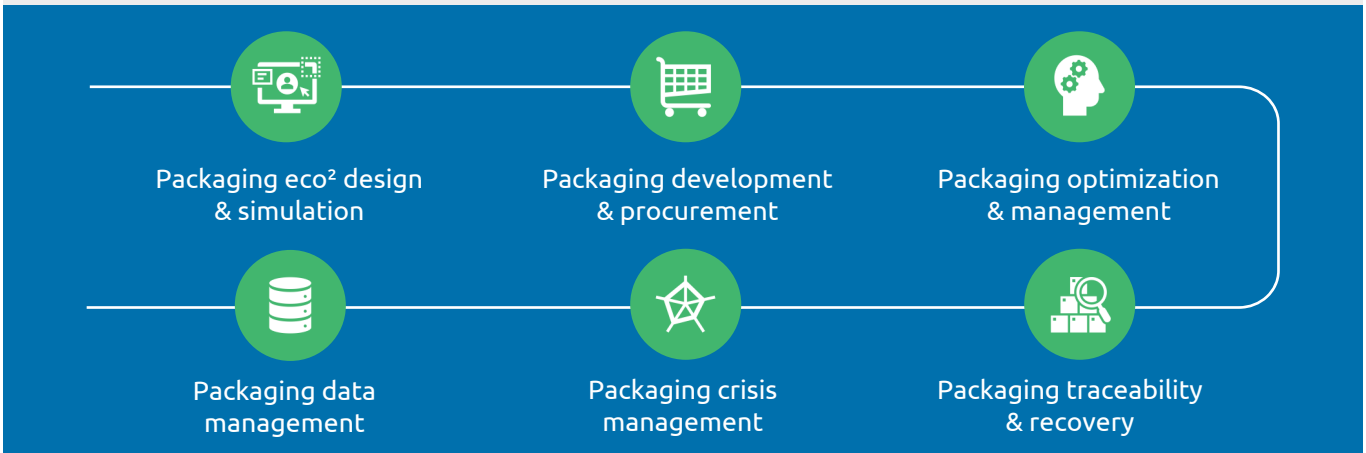 Packaging eco² design
& simulation
Packaging development
& procurement
Packaging optimization
& management
Packaging data
management
Packaging crisis
management
Packaging traceability
& recovery